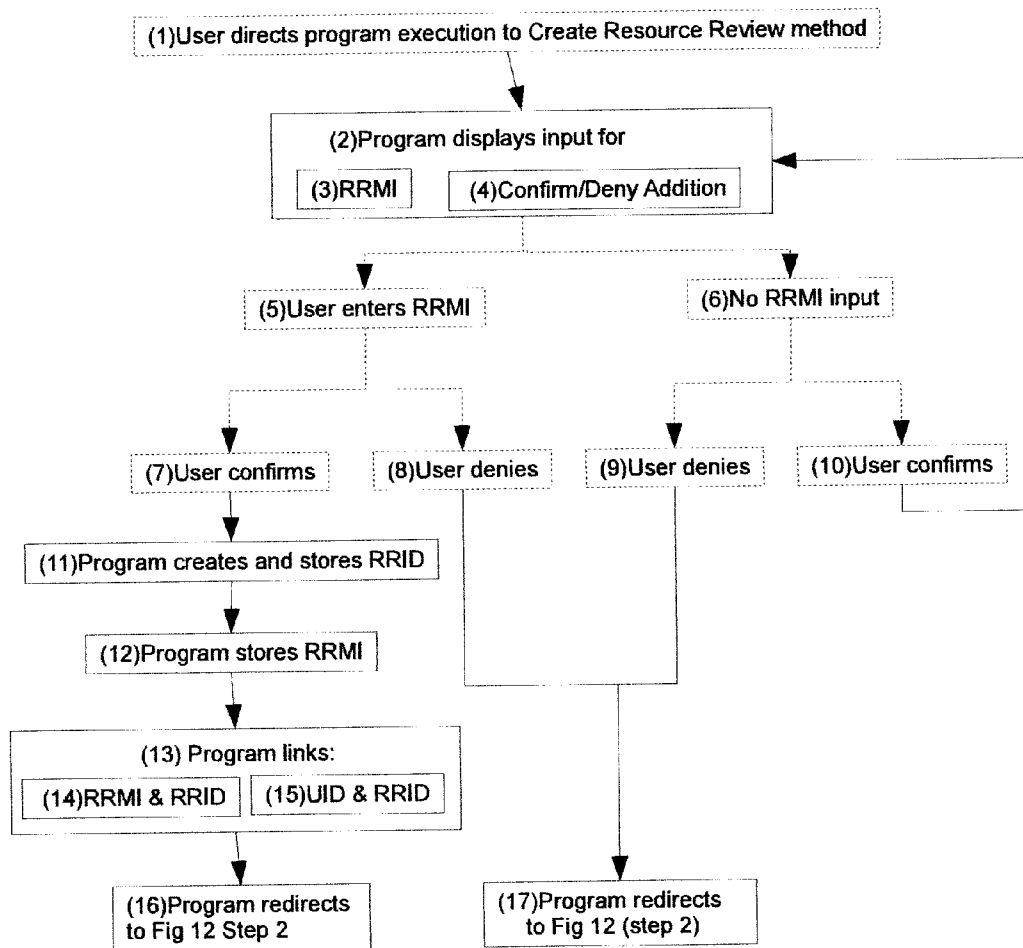 (1)User directs program execution to Create Resource Review method
(2)Program displays input for
(3)RRMI
(4)Confirm/Deny Addition
(5)User enters RRMI
(6)No RRMI input
(7)User confirms
(8)User denies
(9)User denies
(10)User confirms
(11)Program creates and stores RRID
(12)Program stores RRMI
(13) Program links:
(14)RRMI & RRID
(15)UID & RRID
(16)Program redirects
to Fig 12 Step 2
(17)Program redirects
to Fig 12 (step 2)